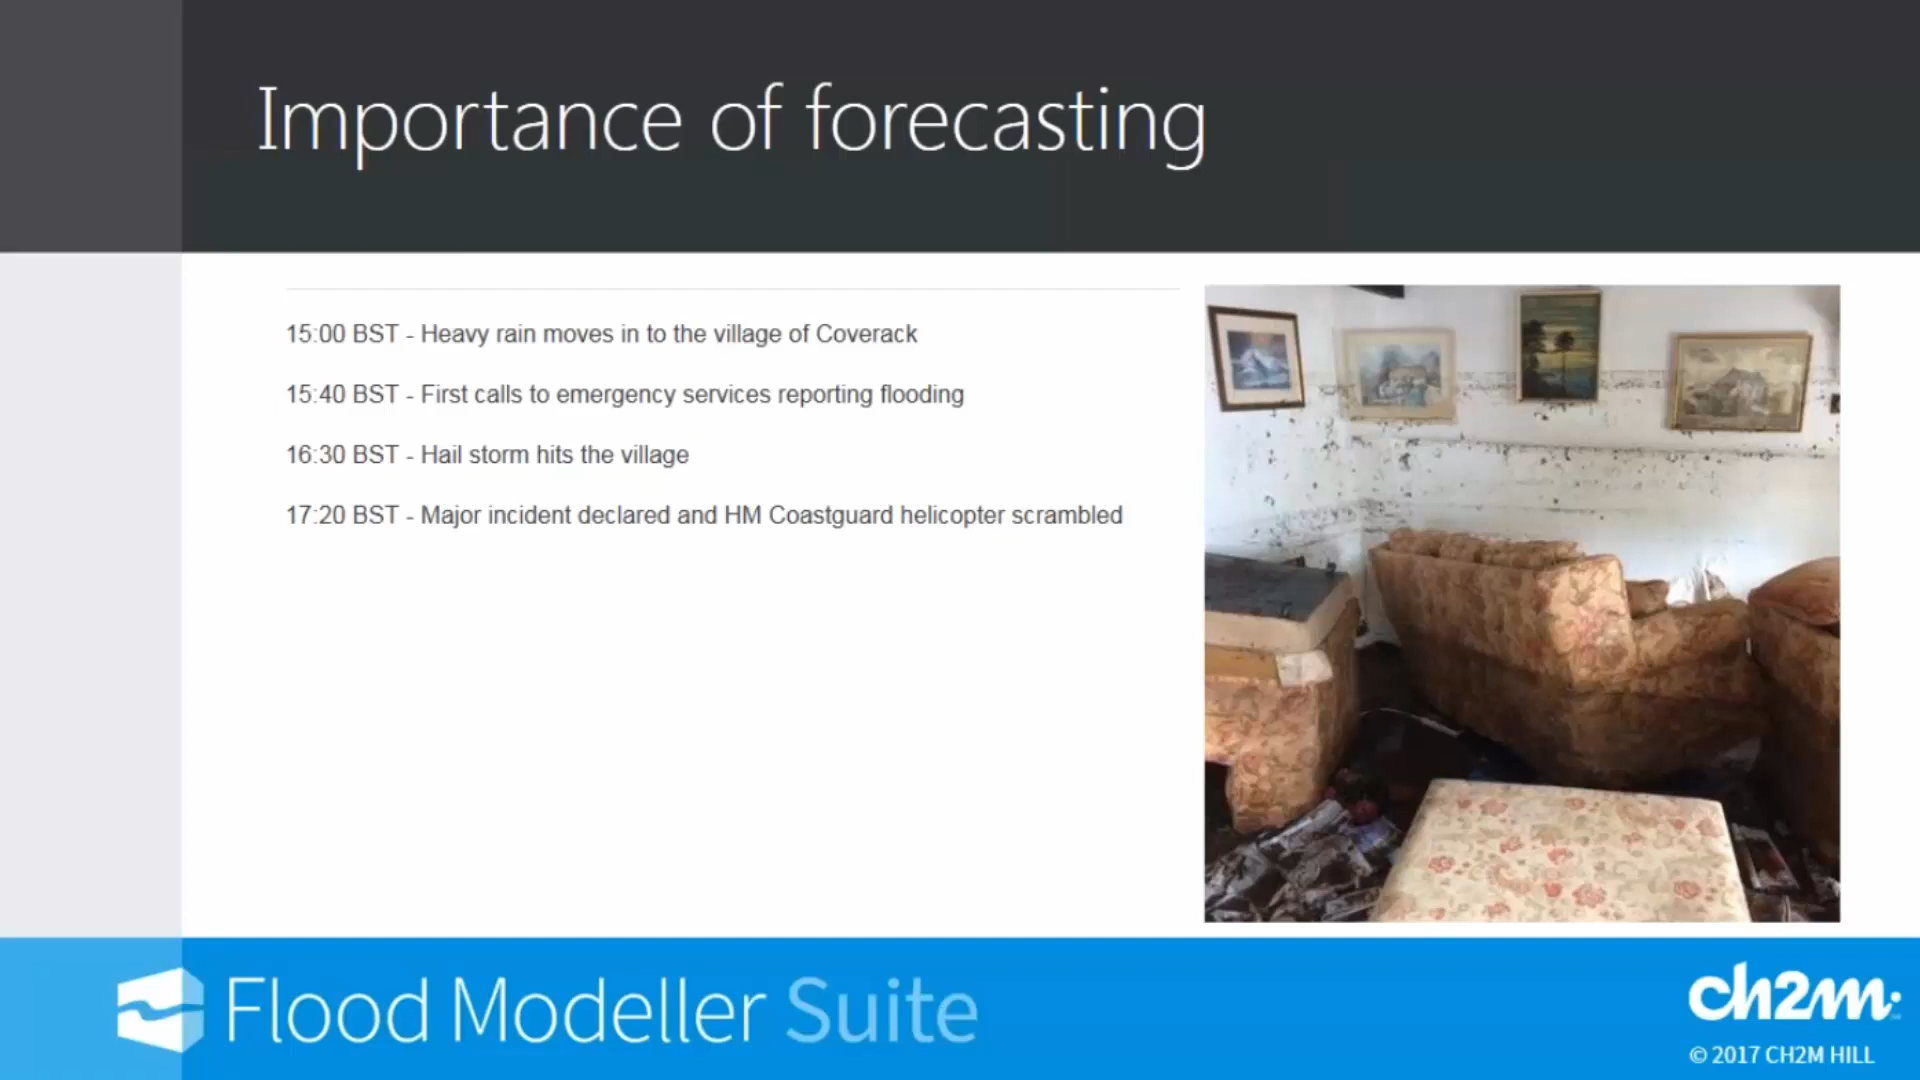 Importance of forecasting
15:00 BST - Heavy rain moves in to the village of Coverack
15:40 BST - First calls to emergency services reporting flooding
16:30 BST - Hail storm hits the village
17:20 BST - Major incident declared and HM Coastguard helicopter scrambled
Flood Modeller Suite
ch2m:
© 2017 CH2M HILL